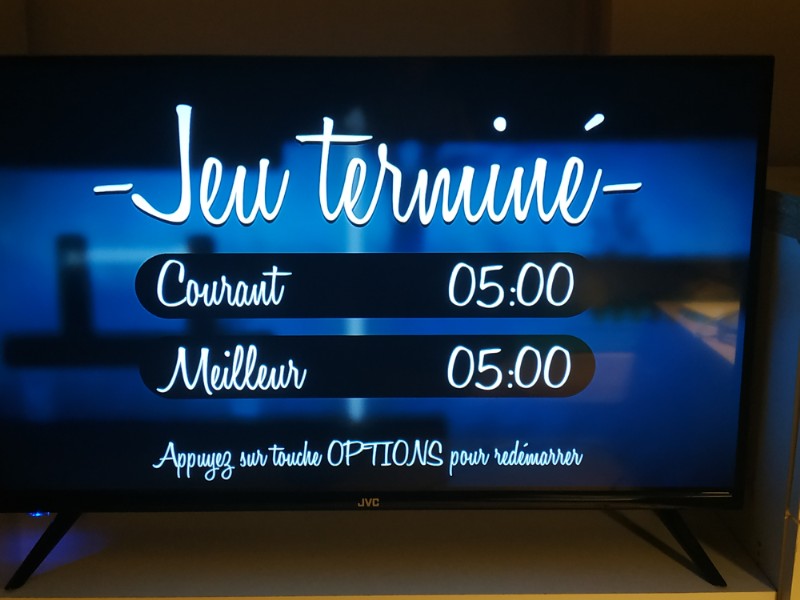 -Jeu terminé-
Courant 05:00
Meilleur 05:00
Appuyez sur touche OPTIONS pour redémarrer
JVC